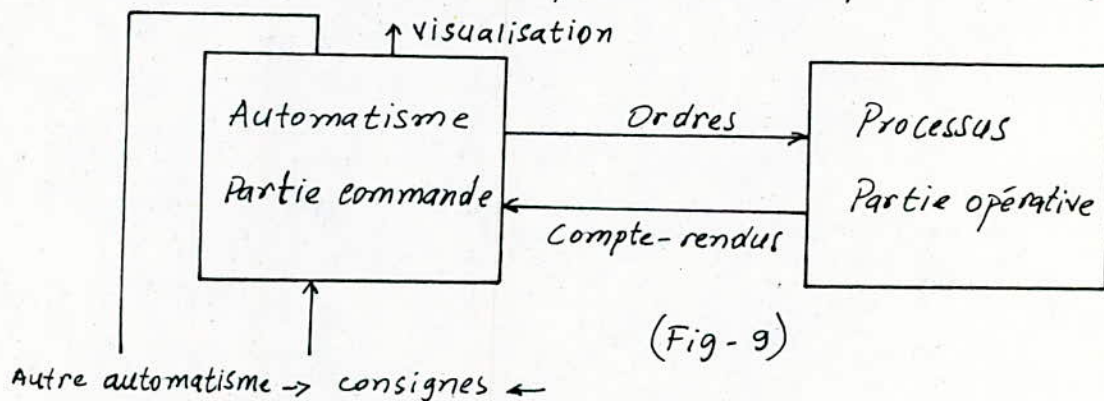 ↑ visualisation
Automatisme
Partie commande
Ordres
Compte-rendus
Processus
Partie opérative
(Fig - 9)
Autre automatisme → consignes ←